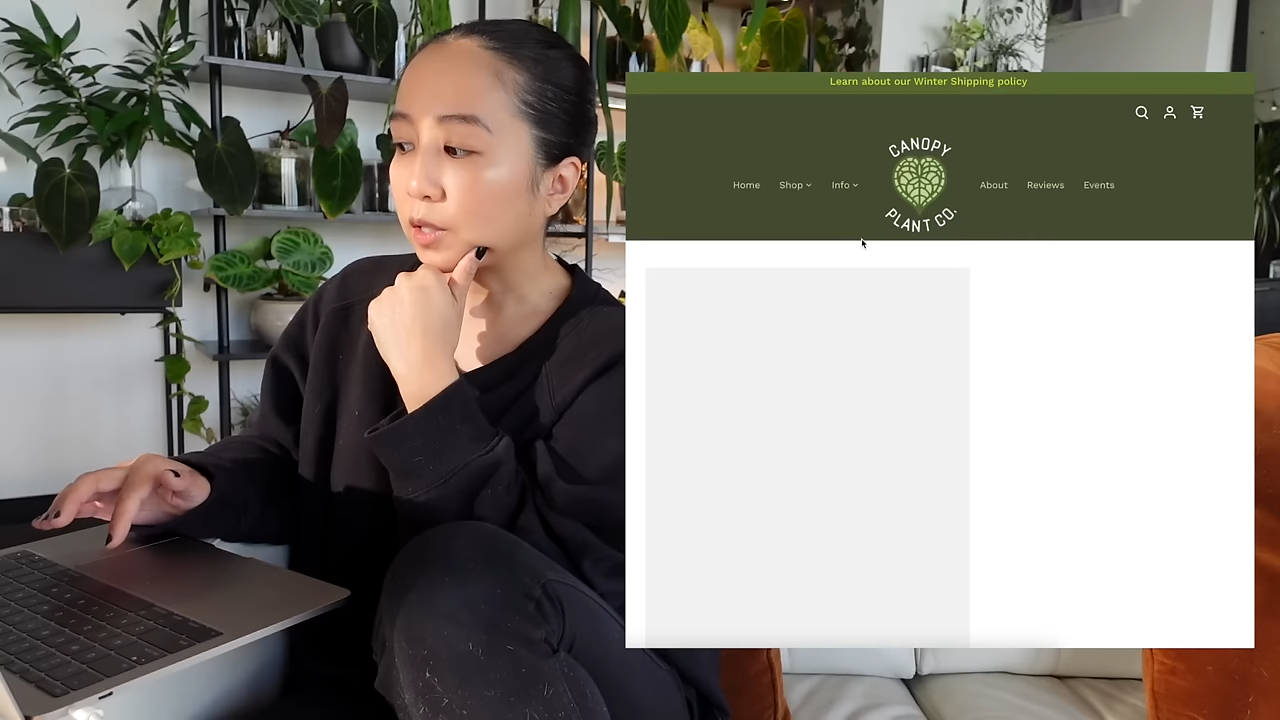 Learn about our Winter Shipping policy
CANOPY
Home Shop Info About Reviews Events
PLANT CO.